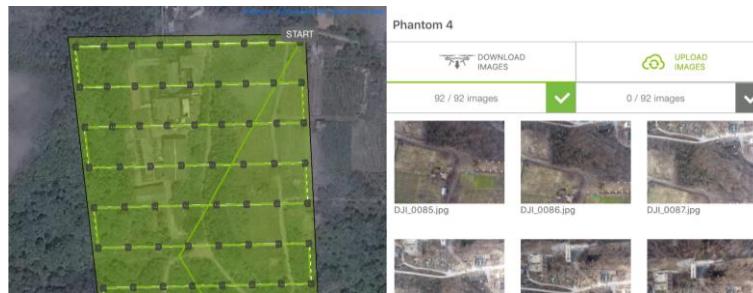 START
Phantom 4
DOWNLOAD
IMAGES
UPLOAD
IMAGES
92 / 92 images
0 / 92 images
DJI_0085.jpg
DJI_0086.jpg
DJI_0087.jpg